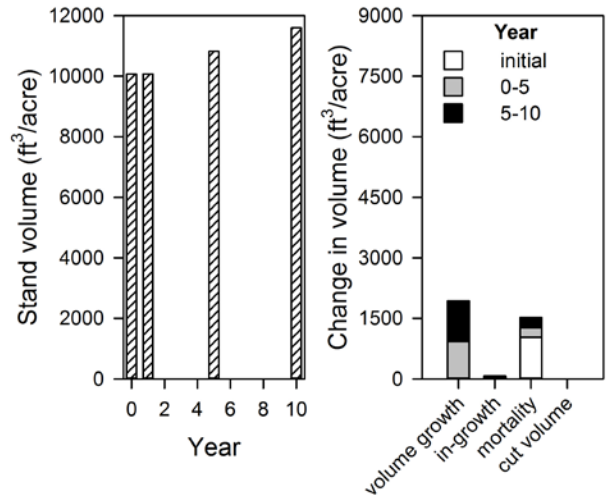 12000
10000
8000
6000
4000
2000
0
Stand volume (ft³/acre)
0 2 4 6 8 10
Year
9000
7500
6000
4500
3000
1500
0
Change in volume (ft³/acre)
Year
initial
0-5
5-10
volume growth
in-growth
mortality
cut volume